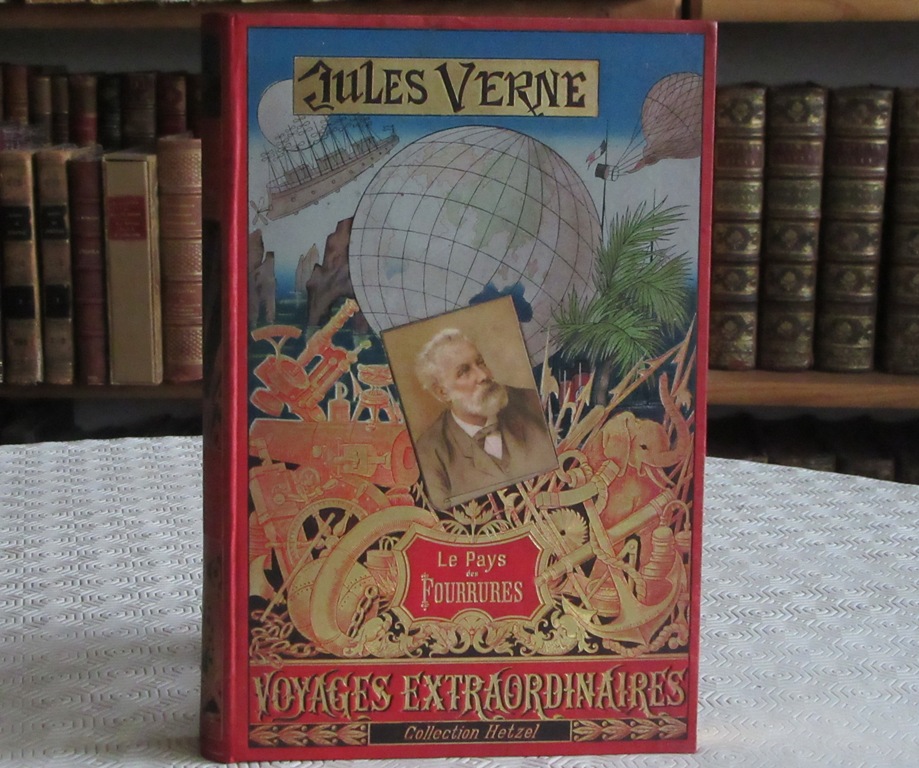 JULES VERNE
Le Pays
des
FOURRURES
VOYAGES EXTRAORDINAIRES
Collection Hetzel